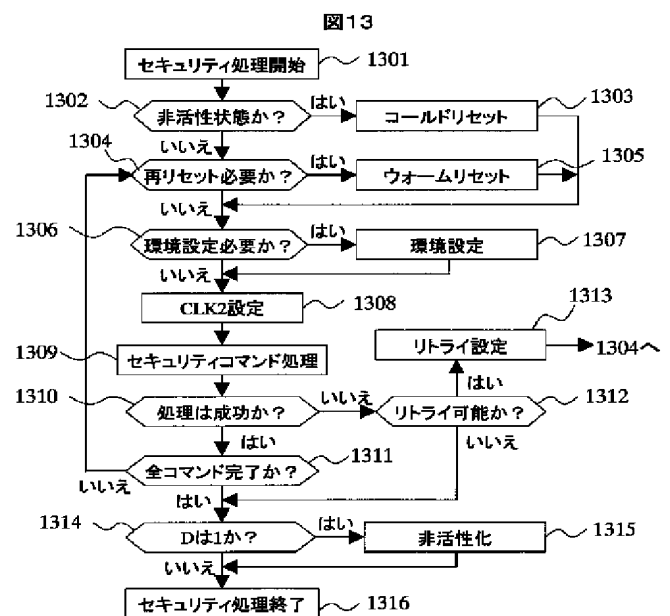 図13
セキュリティ処理開始 1301
1302 非活性状態か? はい コールドリセット 1303
いいえ
1304 再リセット必要か? はい ウォームリセット 1305
いいえ
1306 環境設定必要か? はい 環境設定 1307
いいえ
CLK2設定 1308
1313
1309 セキュリティコマンド処理 リトライ設定 1304へ
はい
1310 処理は成功か? いいえ リトライ可能か? 1312
はい いいえ
全コマンド完了か? 1311
いいえ
はい
1314 Dは1か? はい 非活性化 1315
いいえ
セキュリティ処理終了 1316